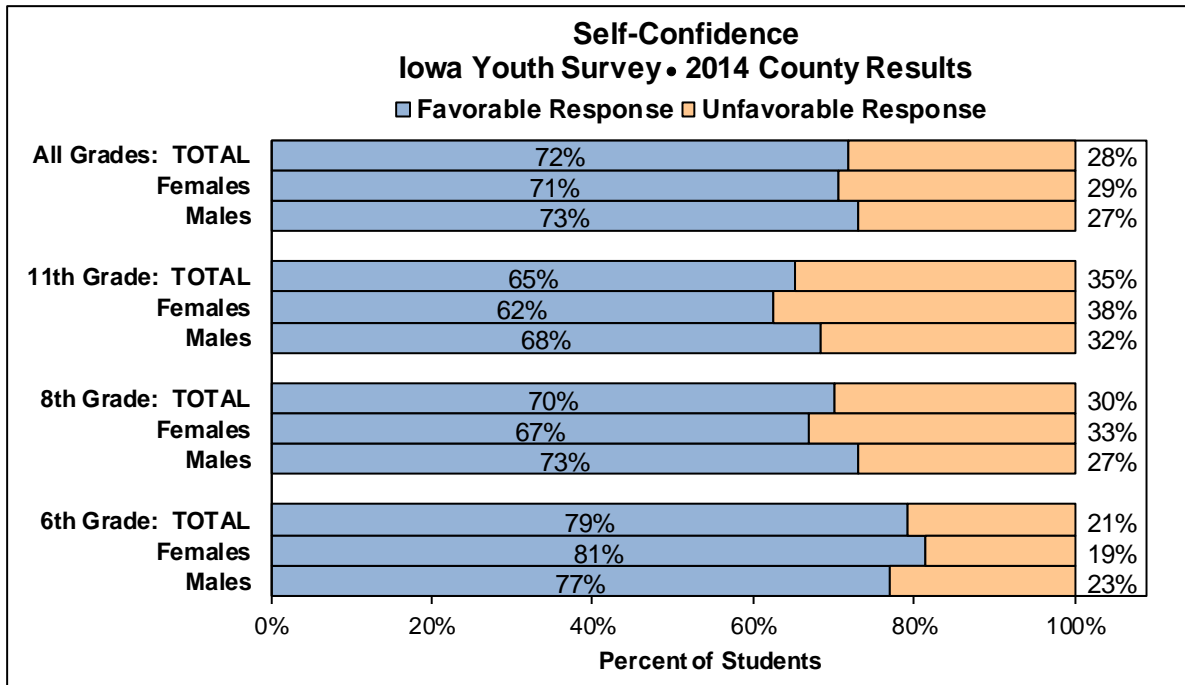 Self-Confidence
Iowa Youth Survey • 2014 County Results
Favorable Response Unfavorable Response
All Grades: TOTAL 72% 28%
Females 71% 29%
Males 73% 27%
11th Grade: TOTAL 65% 35%
Females 62% 38%
Males 68% 32%
8th Grade: TOTAL 70% 30%
Females 67% 33%
Males 73% 27%
6th Grade: TOTAL 79% 21%
Females 81% 19%
Males 77% 23%
0% 20% 40% 60% 80% 100%
Percent of Students